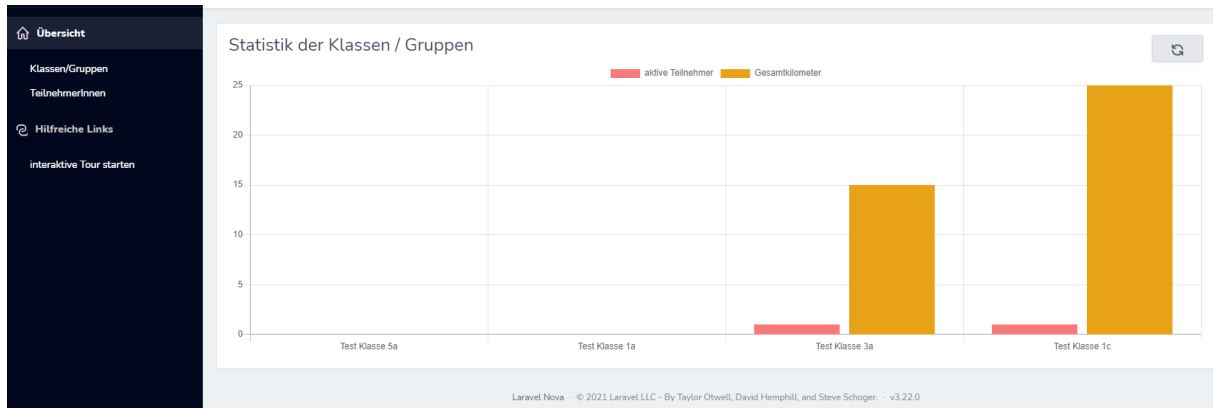 Übersicht
Klassen/Gruppen
TeilnehmerInnen
Hilfreiche Links
interaktive Tour starten
Statistik der Klassen / Gruppen
aktive Teilnehmer Gesamtkilometer
25
20
15
10
5
0
Test Klasse 5a Test Klasse 1a Test Klasse 3a Test Klasse 1c
Laravel Nova · © 2021 Laravel LLC - By Taylor Otwell, David Hemphill, and Steve Schoger. · v3.22.0